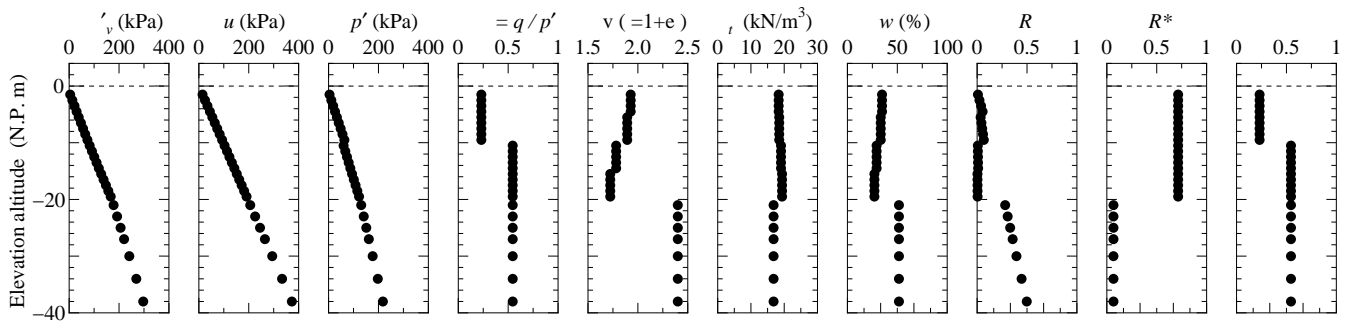 ′v (kPa) u (kPa) p′ (kPa) = q / p′ v ( =1+e) t (kN/m3) w (%) R R*
0 200 400 0 200 400 0 200 400 0 0.5 1 1.5 2.0 2.5 0 10 20 30 0 50 100 0 0.5 1 0 0.5 1 0 0.5 1
Elevation altitude (N.P. m)
0
−20
−40